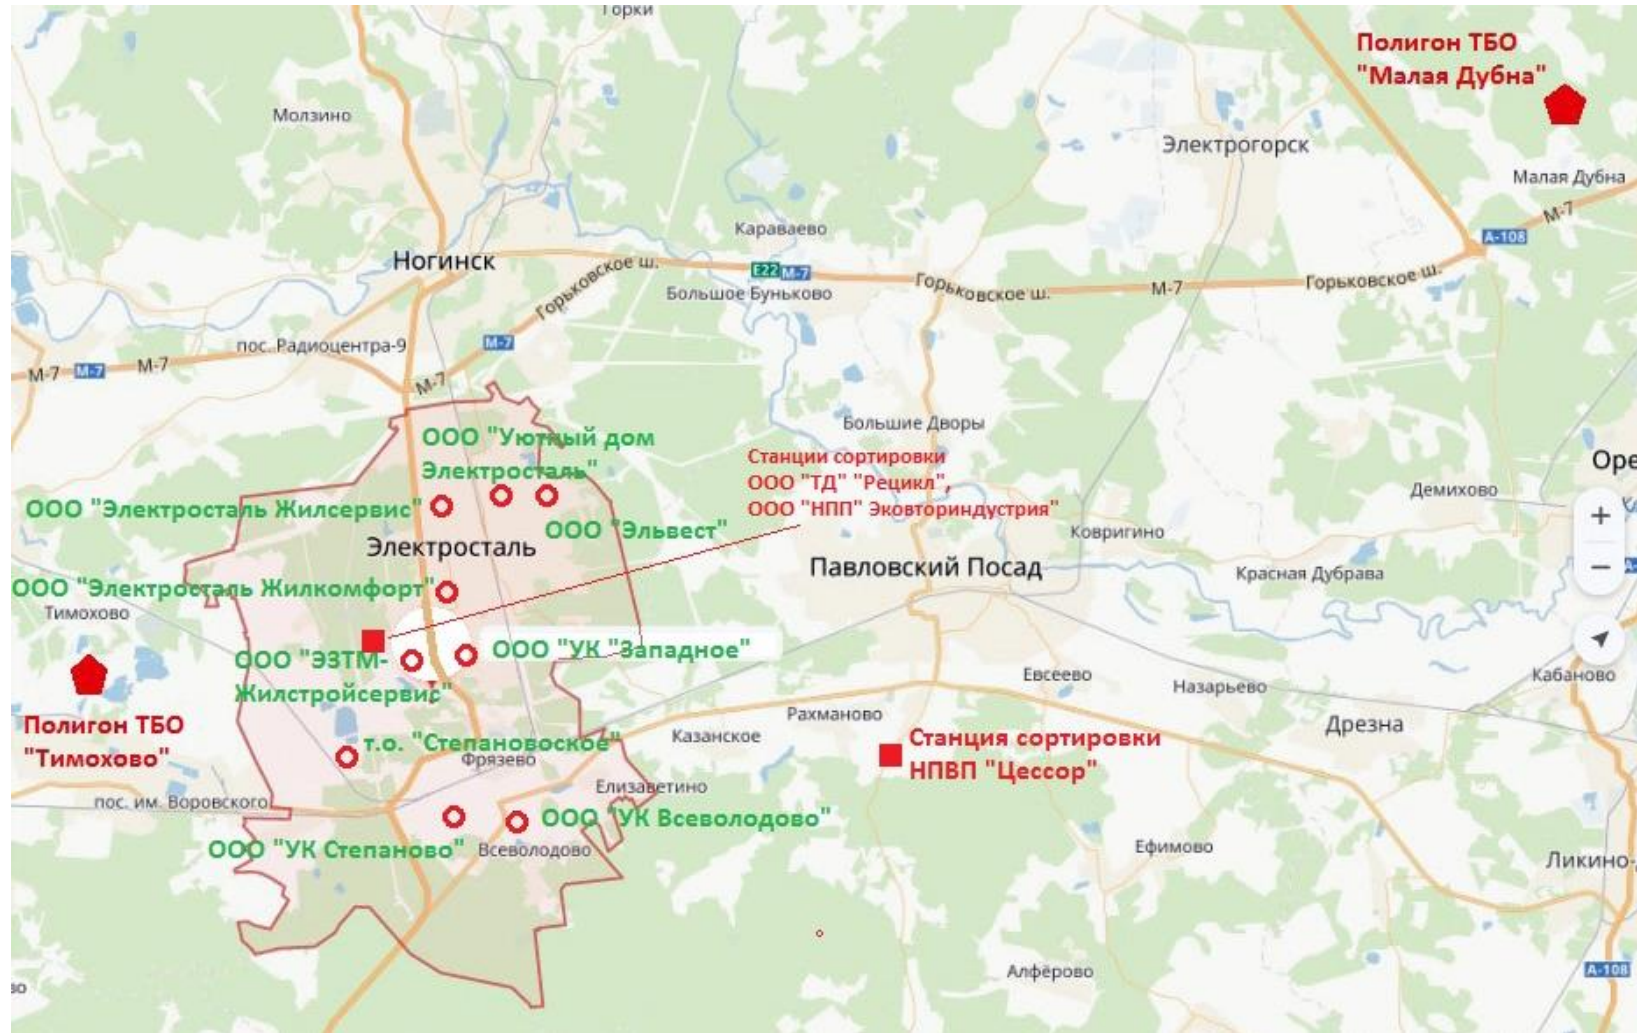 Горки
Полигон ТБО
"Малая Дубна"
Молзино
Электрогорск
Малая Дубна
М-7
А-108
Караваево
Ногинск
Горьковское ш.
Е22 М-7
Горьковское ш.
М-7
Горьковское ш.
Большое Буньково
пос. Радиоцентра-9
М-7
М-7
М-7
М-7
М-7
Большие Дворы
ООО "Уютный дом
Электросталь"
Станции сортировки
ООО "ТД" "Рецикл",
ООО "НПП" Эковториндустрия"
Оре
Демихово
ООО "Электросталь Жилсервис"
ООО "Эльвест"
Ковригино
Электросталь
Павловский Посад
Красная Дубрава
А-
ООО "Электросталь Жилкомфорт"
Тимохово
ООО "ЭЗТМ-
Жилстройсервис"
ООО "УК "Западное"
Евсеево
Назарьево
Кабаново
Полигон ТБО
"Тимохово"
Рахманово
Дрезна
т.о. "Степановоское"
Казанское
Станция сортировки
НПВП "Цессор"
Фрязево
Елизаветино
пос. им. Воровского
ООО "УК Всеволодово"
ООО "УК Степаново"
Всеволодово
Ефимово
Ликино-
Алфёрово
А-108
во